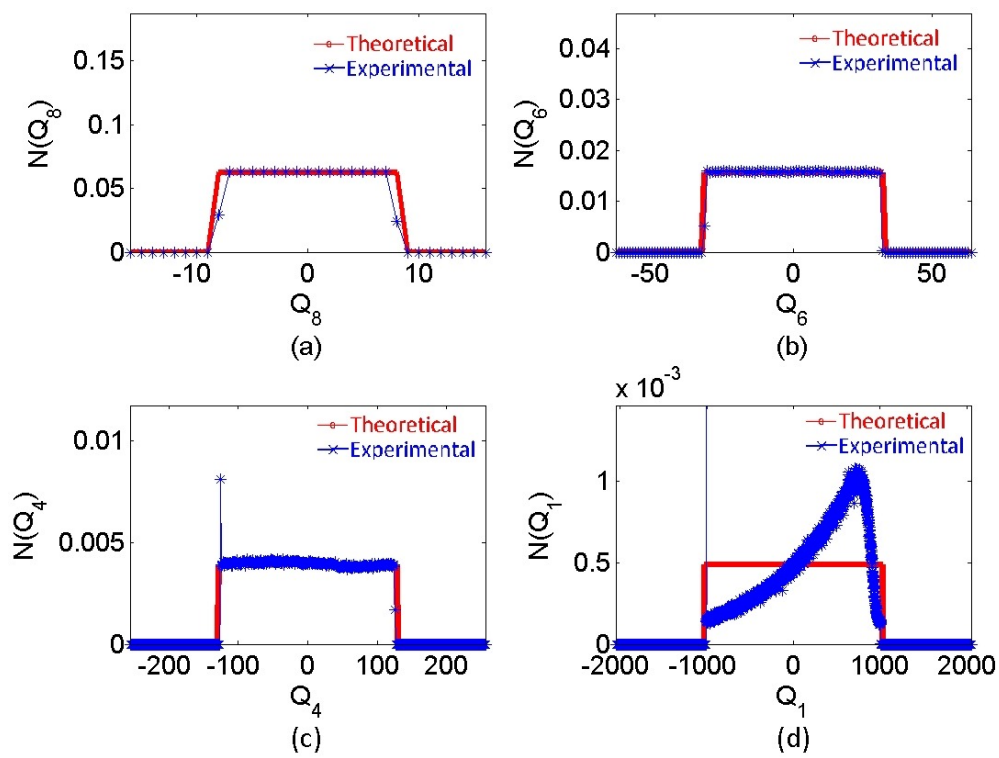 0.15
0.1
0.05
0
N(Q8)
Theoretical
Experimental
-10 0 10
Q8
(a)
0.04
0.03
0.02
0.01
0
N(Q6)
Theoretical
Experimental
-50 0 50
Q6
(b)
0.01
0.005
0
N(Q4)
Theoretical
Experimental
-200 -100 0 100 200
Q4
(c)
x 10-3
1
0.5
0
N(Q1)
Theoretical
Experimental
-2000 -1000 0 1000 2000
Q1
(d)